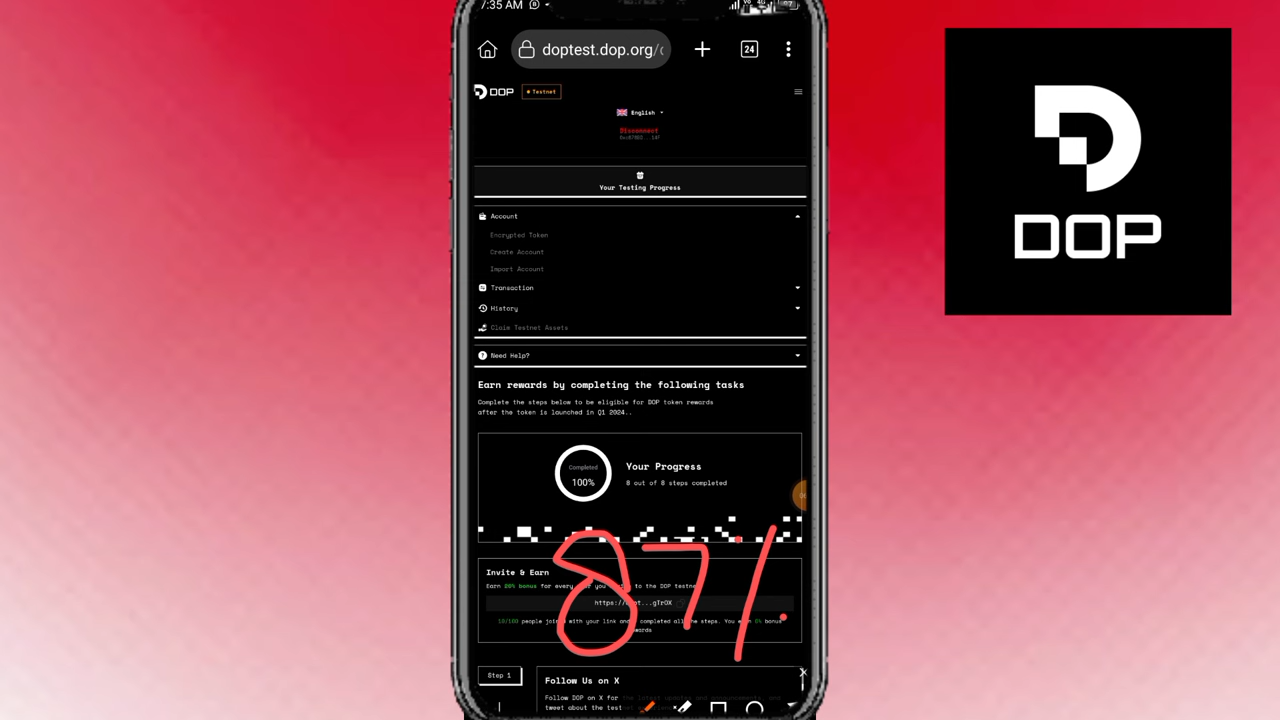 7:35 AM
doptest.dop.org/
24
DOP
Testnet
English
Disconnect
Your Testing Progress
Account
Encrypted Token
Create Account
Import Account
Transaction
History
Claim Testnet Assets
Need Help?
Earn rewards by completing the following tasks
Complete the steps below to be eligible for DOP token rewards
after the token is launched in Q1 2024..
Completed
100%
Your Progress
8 out of 8 steps completed
87%
Invite & Earn
Earn 20% bonus for every you to the DOP testnet
gTrOX
people with your link and completed all the steps. You 0% bonus
Step 1
Follow Us on X
Follow DOP on X for the latest updates and announcements, and
tweet about the
DOP